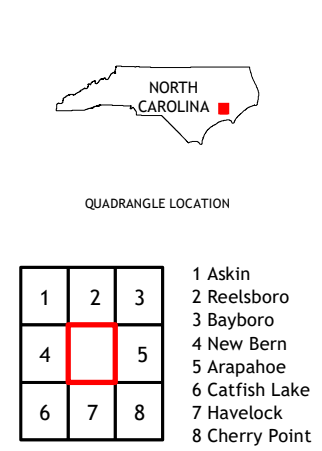 NORTH
CAROLINA
QUADRANGLE LOCATION
1 2 3
4 5
6 7 8
1 Askin
2 Reelsboro
3 Bayboro
4 New Bern
5 Arapahoe
6 Catfish Lake
7 Havelock
8 Cherry Point